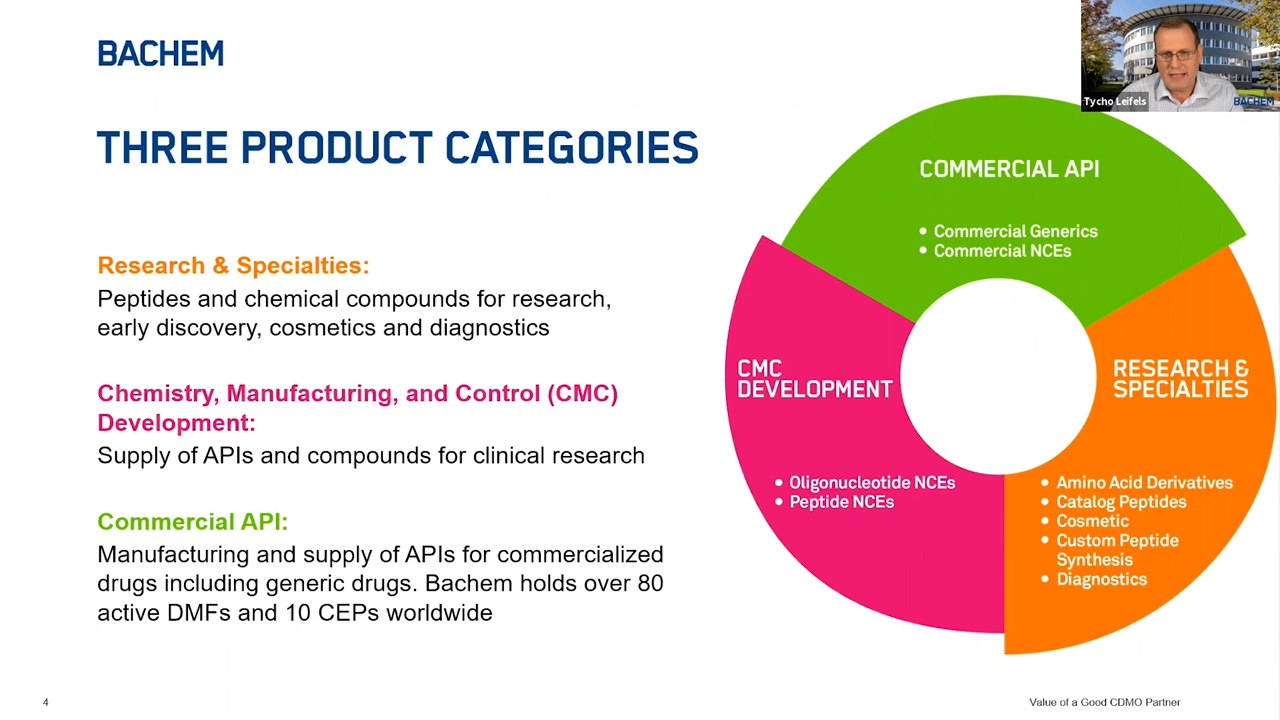 BACHEM
THREE PRODUCT CATEGORIES
Research & Specialties:
Peptides and chemical compounds for research,
early discovery, cosmetics and diagnostics
Chemistry, Manufacturing, and Control (CMC)
Development:
Supply of APIs and compounds for clinical research
Commercial API:
Manufacturing and supply of APIs for commercialized
drugs including generic drugs. Bachem holds over 80
active DMFs and 10 CEPs worldwide
Tycho Leifels
BACHEM
COMMERCIAL API
• Commercial Generics
• Commercial NCEs
CMC
DEVELOPMENT
• Oligonucleotide NCEs
• Peptide NCEs
RESEARCH &
SPECIALTIES
• Amino Acid Derivatives
• Catalog Peptides
• Cosmetic
• Custom Peptide
Synthesis
• Diagnostics
4
Value of a Good CDMO Partner